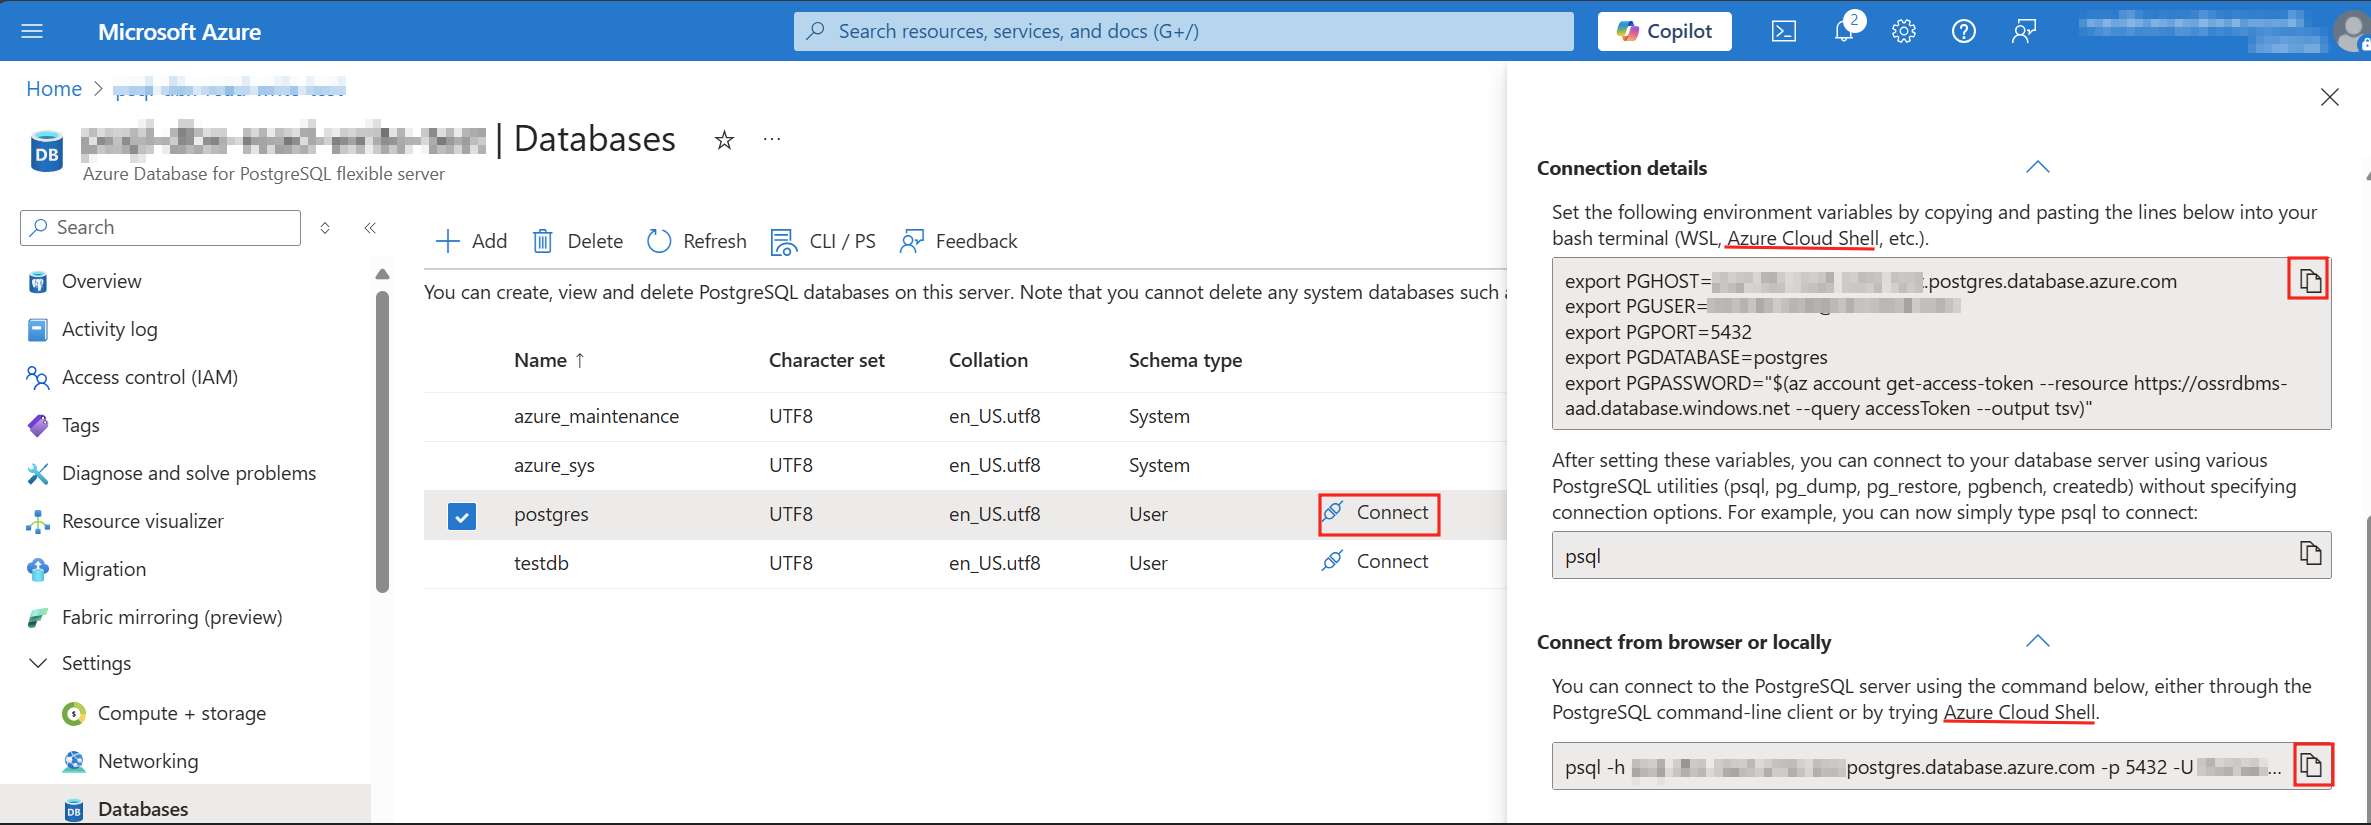 Microsoft Azure
Search resources, services, and docs (G+/)
Copilot
2
Home >
| Databases
Azure Database for PostgreSQL flexible server
Search
Overview
Activity log
Access control (IAM)
Tags
Diagnose and solve problems
Resource visualizer
Migration
Fabric mirroring (preview)
Settings
Compute + storage
Networking
Databases
Add Delete Refresh CLI / PS Feedback
You can create, view and delete PostgreSQL databases on this server. Note that you cannot delete any system databases such
Name ↑ Character set Collation Schema type
azure_maintenance UTF8 en_US.utf8 System
azure_sys UTF8 en_US.utf8 System
postgres UTF8 en_US.utf8 User Connect
testdb UTF8 en_US.utf8 User Connect
Connection details
Set the following environment variables by copying and pasting the lines below into your
bash terminal (WSL, Azure Cloud Shell, etc.).
export PGHOST= .postgres.database.azure.com
export PGUSER=
export PGPORT=5432
export PGDATABASE=postgres
export PGPASSWORD="$(az account get-access-token --resource https://ossrdbms-
aad.database.windows.net --query accessToken --output tsv)"
After setting these variables, you can connect to your database server using various
PostgreSQL utilities (psql, pg_dump, pg_restore, pgbench, createdb) without specifying
connection options. For example, you can now simply type psql to connect:
psql
Connect from browser or locally
You can connect to the PostgreSQL server using the command below, either through the
PostgreSQL command-line client or by trying Azure Cloud Shell.
psql -h postgres.database.azure.com -p 5432 -U ...